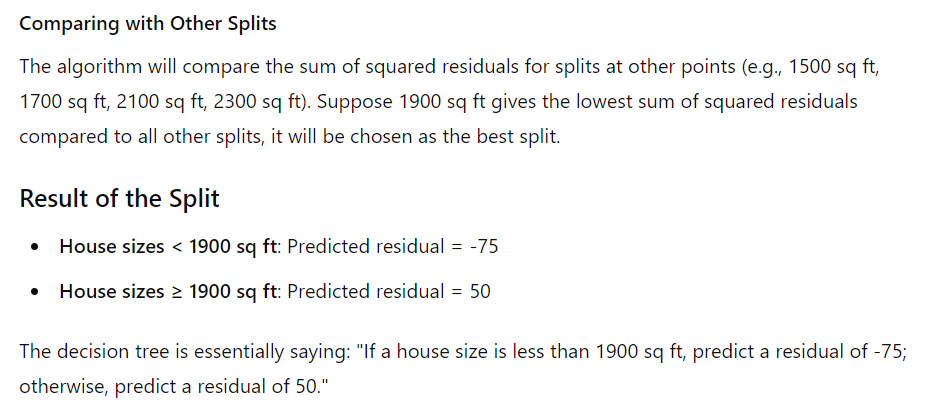 Comparing with Other Splits
The algorithm will compare the sum of squared residuals for splits at other points (e.g., 1500 sq ft,
1700 sq ft, 2100 sq ft, 2300 sq ft). Suppose 1900 sq ft gives the lowest sum of squared residuals
compared to all other splits, it will be chosen as the best split.
Result of the Split
• House sizes < 1900 sq ft: Predicted residual = -75
• House sizes ≥ 1900 sq ft: Predicted residual = 50
The decision tree is essentially saying: "If a house size is less than 1900 sq ft, predict a residual of -75;
otherwise, predict a residual of 50."